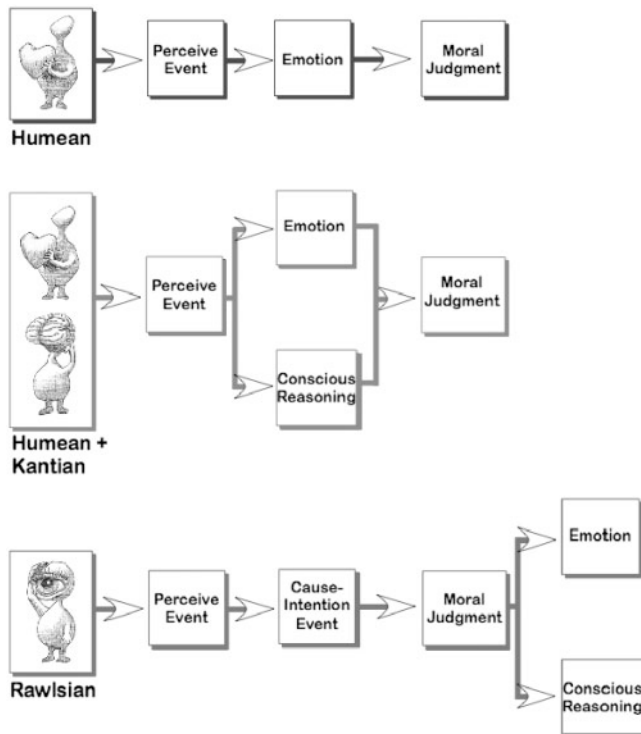 Perceive
Event
Emotion
Moral
Judgment
Humean
Emotion
Perceive
Event
Moral
Judgment
Conscious
Reasoning
Humean +
Kantian
Emotion
Perceive
Event
Cause-
Intention
Event
Moral
Judgment
Rawlsian
Conscious
Reasoning